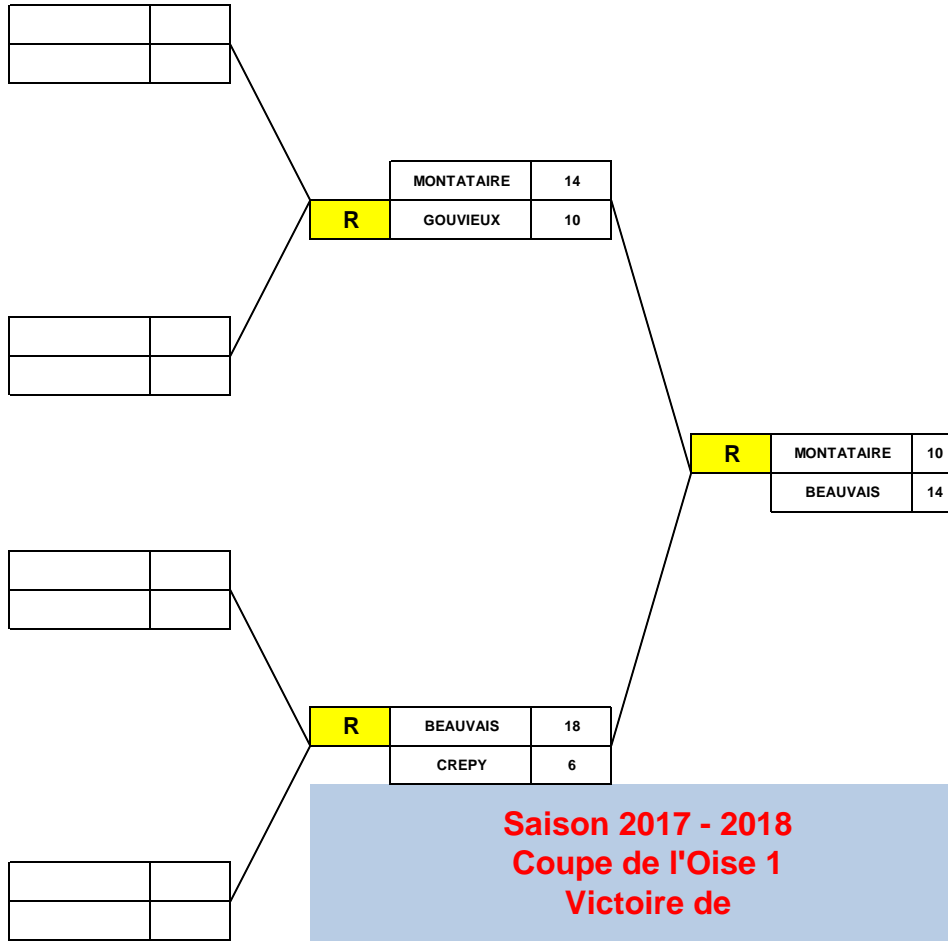 MONTATAIRE 14
R GOUVIEUX 10
R MONTATAIRE 10
BEAUVAIS 14
R BEAUVAIS 18
CREPY 6
Saison 2017 - 2018
Coupe de l'Oise 1
Victoire de